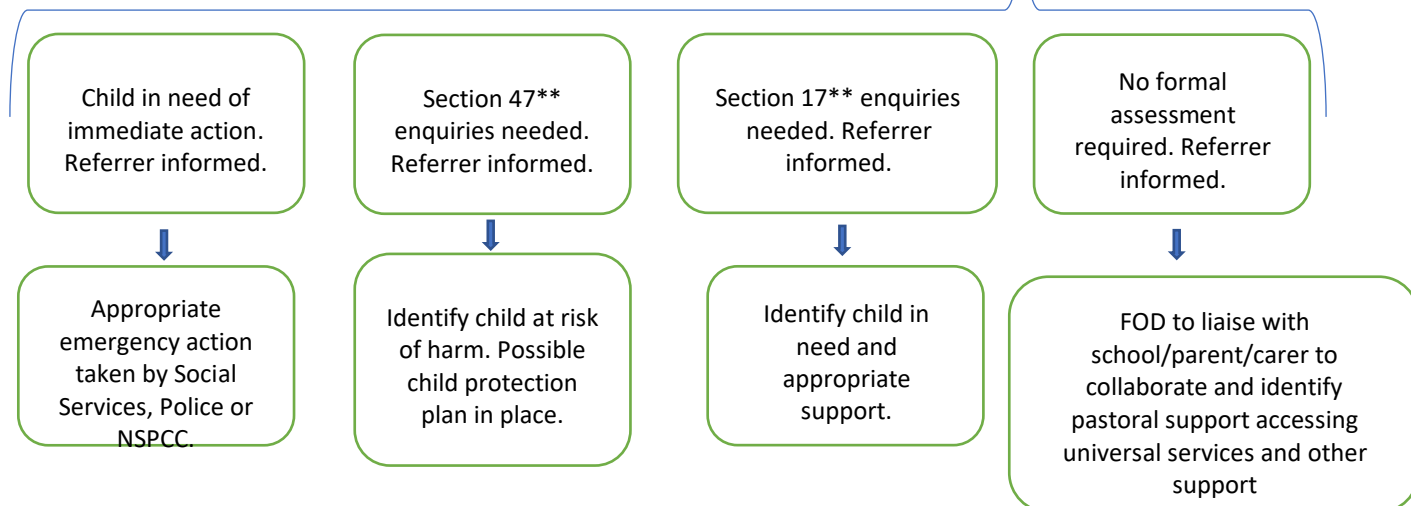 Child in need of
immediate action.
Referrer informed.
Section 47** 
enquiries needed.
Referrer informed.
Section 17** enquiries
needed. Referrer
informed.
No formal
assessment
required. Referrer
informed.
Appropriate
emergency action
taken by Social
Services, Police or
NSPCC.
Identify child at risk
of harm. Possible
child protection
plan in place.
Identify child in
need and
appropriate
support.
FOD to liaise with
school/parent/carer to
collaborate and identify
pastoral support accessing
universal services and other
support